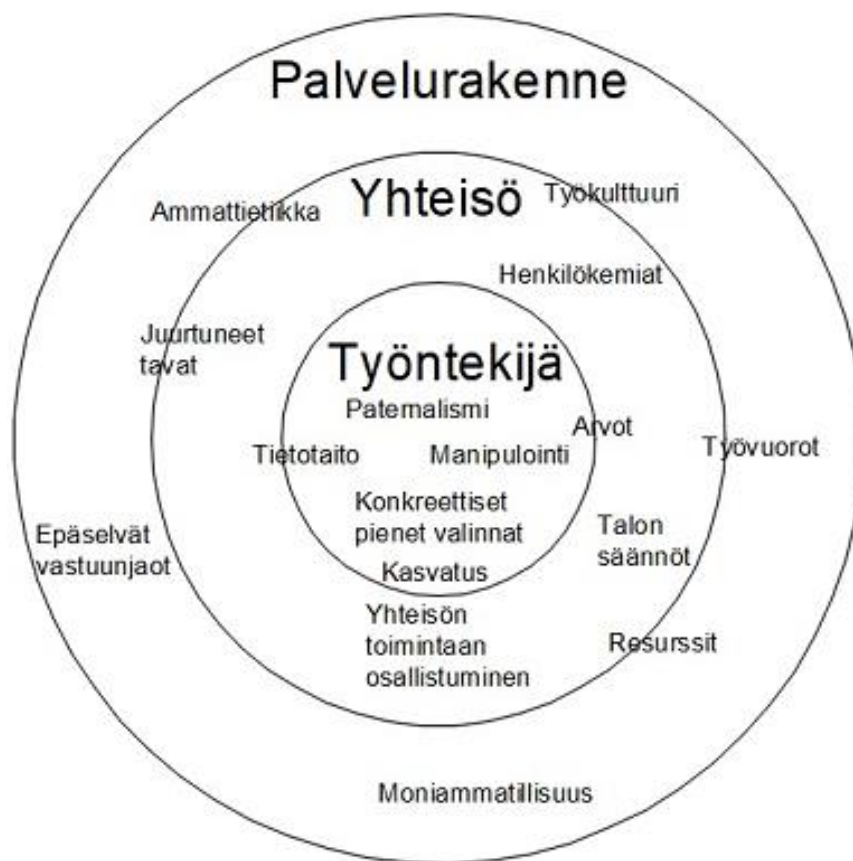 Palvelurakenne
Yhteisö
Työkulttuuri
Ammattietiikka
Henkilökemiat
Juurtuneet
tavat
Työntekijä
Paternalismi
Arvot
Tietotaito
Manipulointi
Työvuorot
Konkreettiset
pienet valinnat
Talon
säännöt
Epäselvät
vastuunjaot
Kasvatus
Yhteisön
toimintaan
osallistuminen
Resurssit
Moniammatillisuus